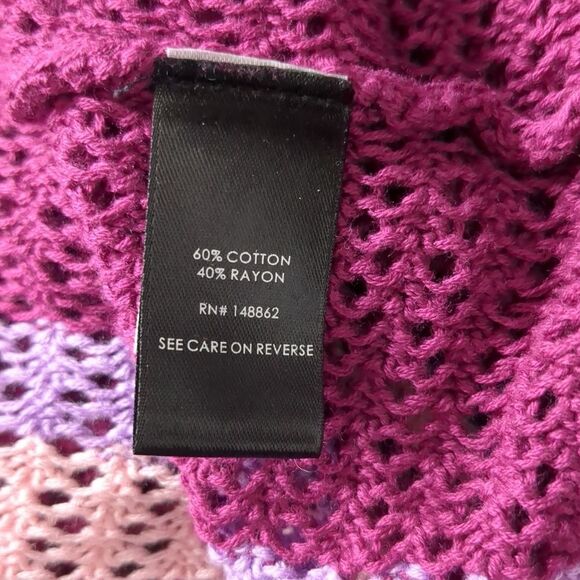 60% COTTON
40% RAYON
RN# 148862
SEE CARE ON REVERSE